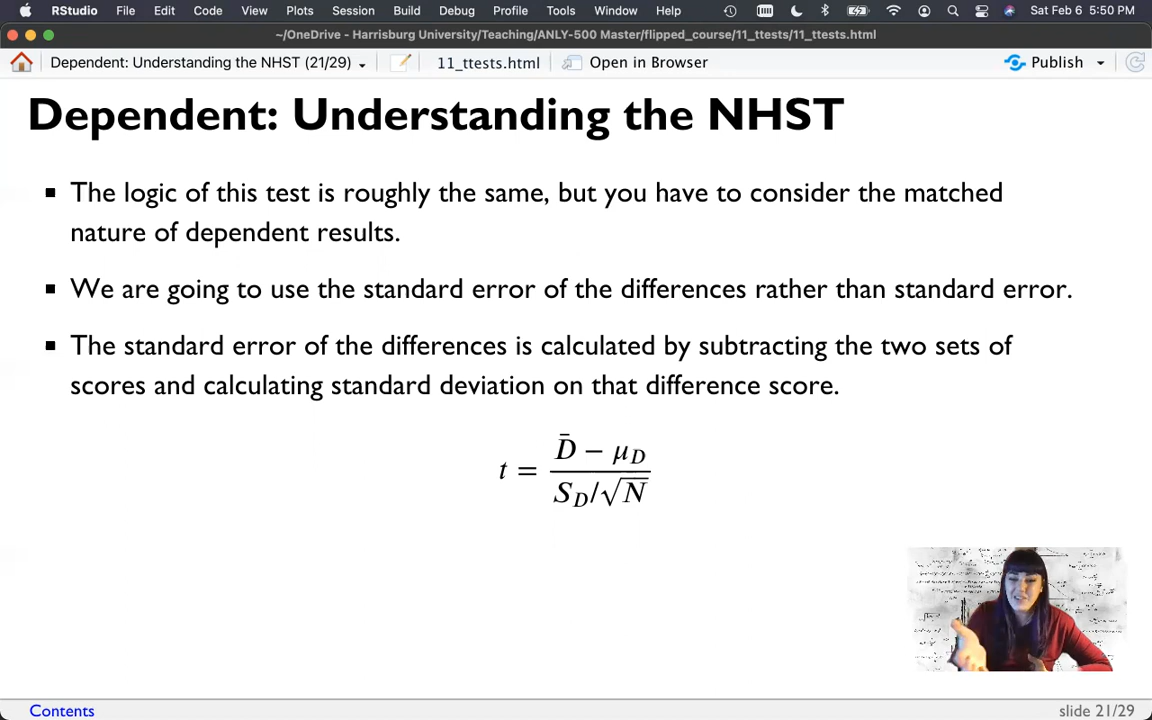 RStudio File Edit Code View Plots Session Build Debug Profile Tools Window Help Sat Feb 6 5:50 PM
~/OneDrive - Harrisburg University/Teaching/ANLY-500 Master/flipped_course/11_ttests/11_ttests.html
Dependent: Understanding the NHST (21/29) 11_ttests.html Open in Browser Publish
Dependent: Understanding the NHST
▪ The logic of this test is roughly the same, but you have to consider the matched
nature of dependent results.
▪ We are going to use the standard error of the differences rather than standard error.
▪ The standard error of the differences is calculated by subtracting the two sets of
scores and calculating standard deviation on that difference score.
t = (D̄ − μ_D) / (S_D/√N)
Contents slide 21/29